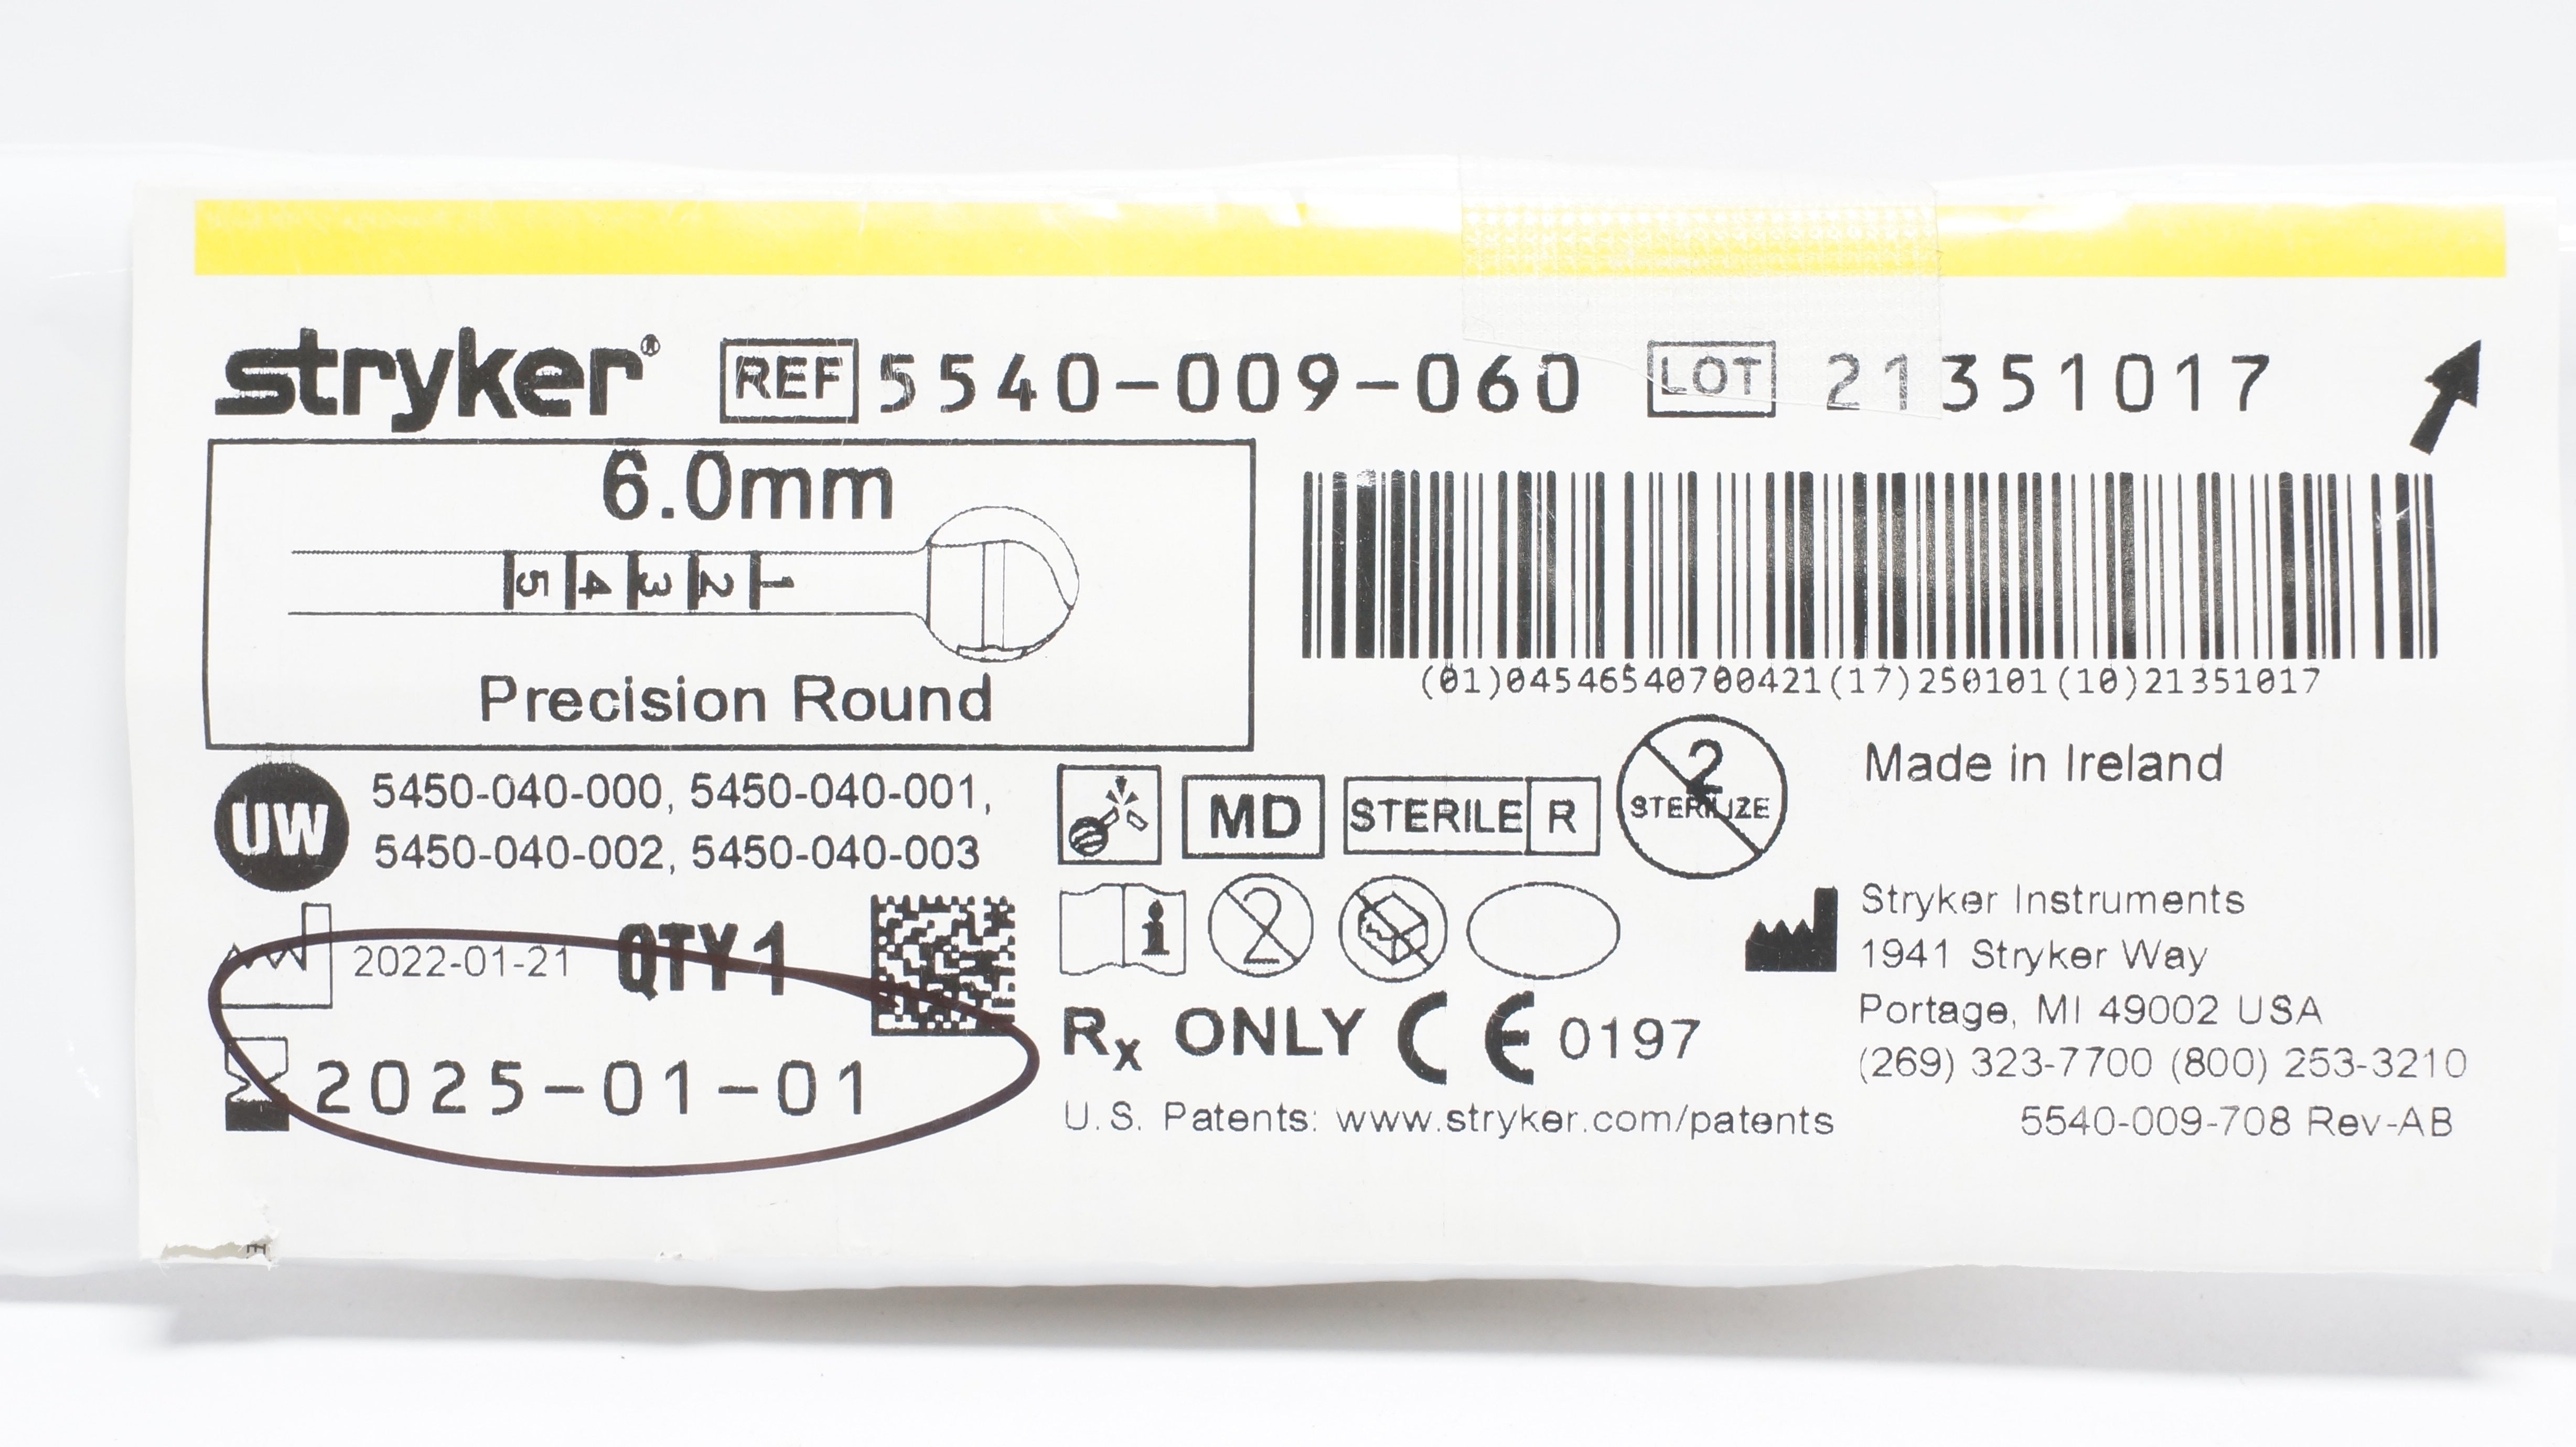 stryker® REF 5540-009-060 LOT 21351017
6.0mm
5 4 3 2 1
Precision Round
(01)04546540700421(17)250101(10)21351017
UW 5450-040-000, 5450-040-001,
5450-040-002, 5450-040-003
MD STERILE R
2
STERILIZE
Made in Ireland
2022-01-21 QTY 1
2025-01-01
i
2
Rx ONLY CE 0197
U.S. Patents: www.stryker.com/patents
Stryker Instruments
1941 Stryker Way
Portage, MI 49002 USA
(269) 323-7700 (800) 253-3210
5540-009-708 Rev-AB
E